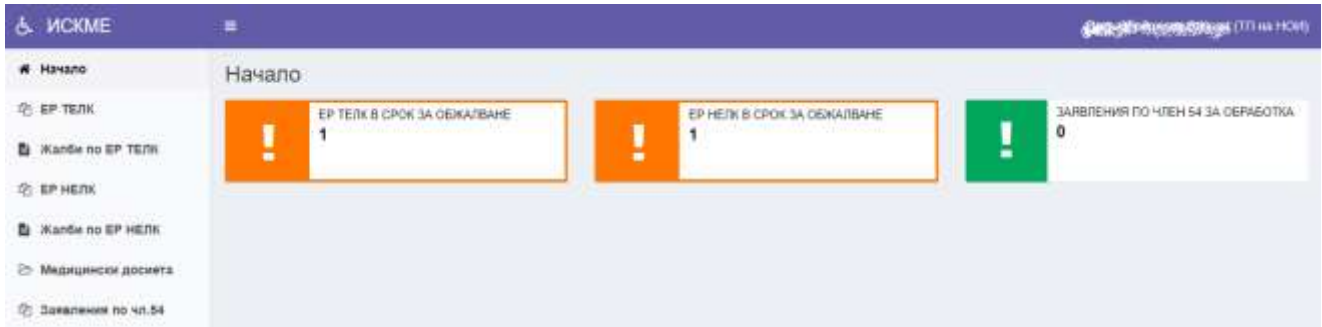 ИСКМЕ
(ТП на НОИ)
Начало
ЕР ТЕЛК
Жалби по ЕР ТЕЛК
ЕР НЕЛК
Жалби по ЕР НЕЛК
Медицински досиета
Заявления по чл.54
Начало
ЕР ТЕЛК В СРОК ЗА ОБЖАЛВАНЕ
1
ЕР НЕЛК В СРОК ЗА ОБЖАЛВАНЕ
1
ЗАЯВЛЕНИЯ ПО ЧЛЕН 54 ЗА ОБРАБОТКА
0